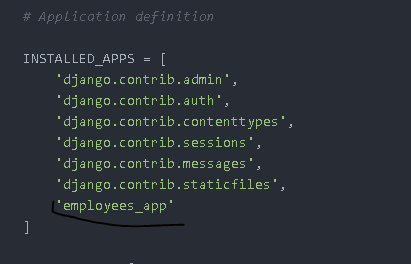 # Application definition
INSTALLED_APPS = [
'django.contrib.admin',
'django.contrib.auth',
'django.contrib.contenttypes',
'django.contrib.sessions',
'django.contrib.messages',
'django.contrib.staticfiles',
'employees_app'
]